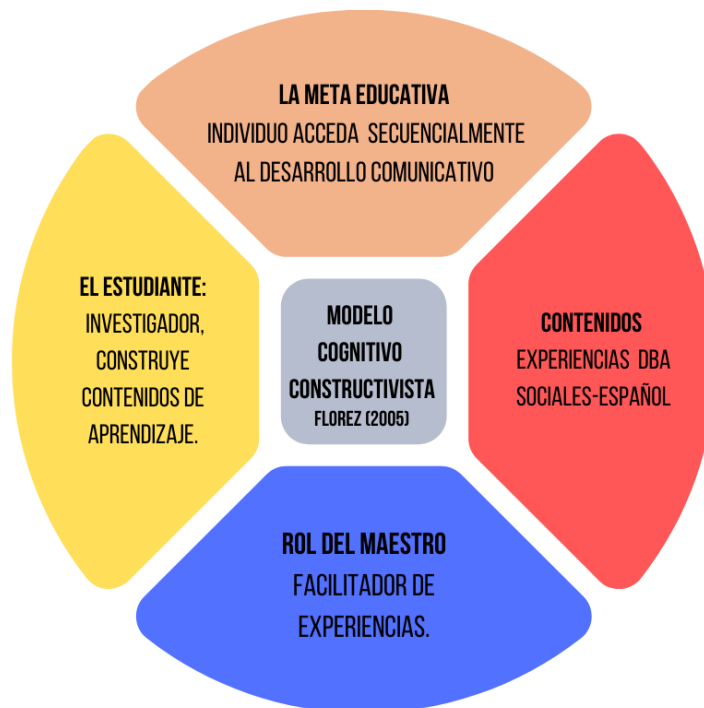 LA META EDUCATIVA
INDIVIDUO ACCEDA SECUENCIALMENTE
AL DESARROLLO COMUNICATIVO
EL ESTUDIANTE:
INVESTIGADOR,
CONSTRUYE
CONTENIDOS DE
APRENDIZAJE.
MODELO
COGNITIVO
CONSTRUCTIVISTA
FLOREZ (2005)
CONTENIDOS
EXPERIENCIAS DBA
SOCIALES-ESPAÑOL
ROL DEL MAESTRO
FACILITADOR DE
EXPERIENCIAS.